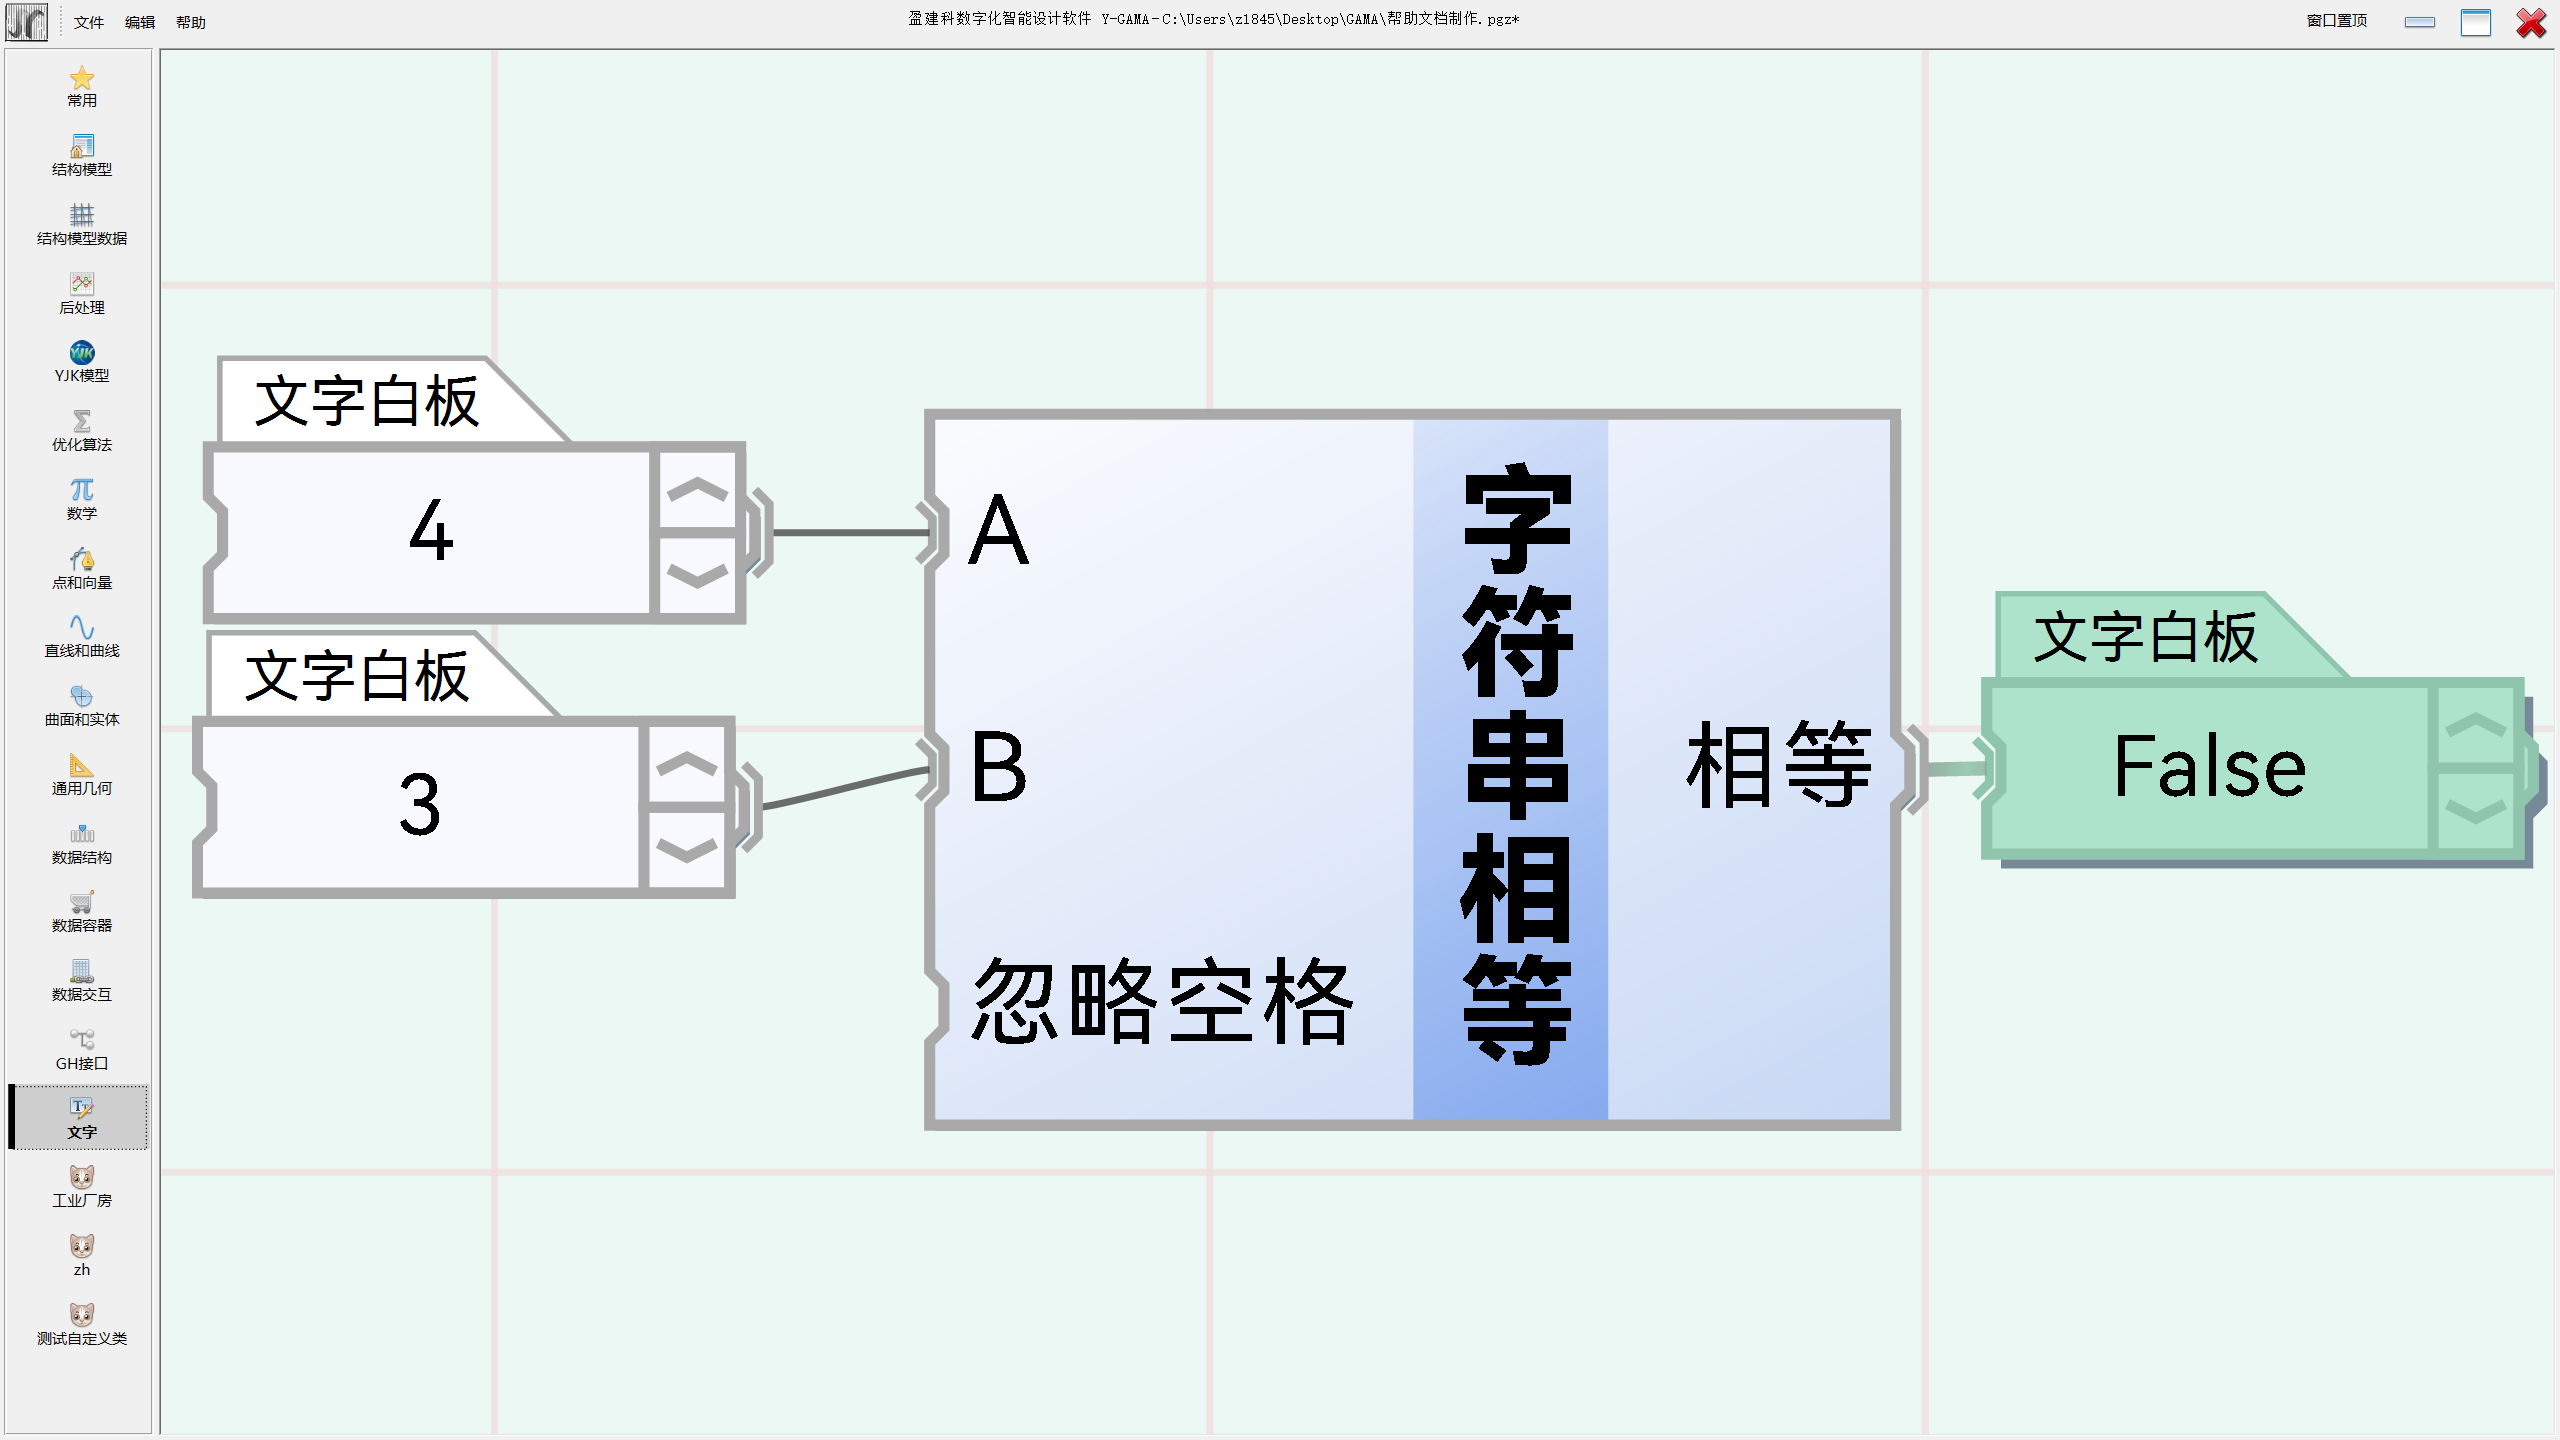 文件 编辑 帮助
盈建科数字化智能设计软件 Y-GAMA-C:\Users\z1845\Desktop\GAMA\帮助文档制作.pgz*
窗口置顶
常用
结构模型
结构模型数据
后处理
YJK模型
优化算法
数学
点和向量
直线和曲线
曲面和实体
通用几何
数据结构
数据容器
数据交互
GH接口
文字
工业厂房
zh
测试自定义类
文字白板
4
文字白板
3
A
B
忽略空格
字符串相等
相等
文字白板
False